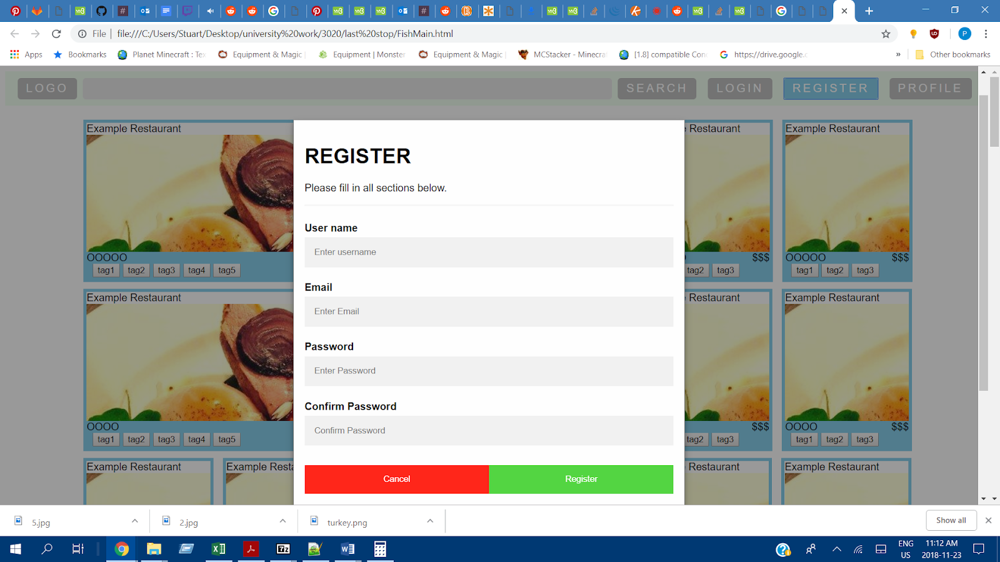 File
file:///C:/Users/Stuart/Desktop/university%20work/3020/last%20stop/FishMain.html
P
Apps
Bookmarks
Planet Minecraft : Tex
Equipment & Magic
Equipment | Monster
Equipment & Magic
MCStacker - Minecra
[1.8] compatible Con
https://drive.google.c
»
Other bookmarks
LOGO
SEARCH
LOGIN
REGISTER
PROFILE
Example Restaurant
Restaurant
Example Restaurant
REGISTER
Please fill in all sections below.
User name
Enter username
Email
Enter Email
Password
Enter Password
Confirm Password
Confirm Password
Cancel
Register
OOOOO
$$$
OOOOO
$$$
tag1 tag2 tag3 tag4 tag5
tag2 tag3
tag1 tag2 tag3
Example Restaurant
Restaurant
Example Restaurant
OOOO
$$$
OOOO
$$$
tag1 tag2 tag3 tag4 tag5
tag2 tag3
tag1 tag2 tag3
Example Restaurant
Example Resta
Restaurant
Example Restaurant
5.jpg
2.jpg
turkey.png
Show all
ENG
US
11:12 AM
2018-11-23